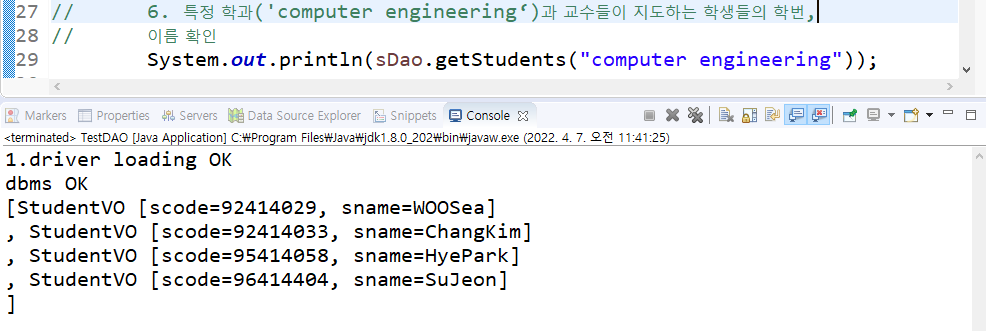 27 //      6. 특정 학과('computer engineering‘)과 교수들이 지도하는 학생들의 학번,
28 //      이름 확인
29         System.out.println(sDao.getStudents("computer engineering"));
Markers Properties Servers Data Source Explorer Snippets Console
<terminated> TestDAO [Java Application] C:₩Program Files₩Java₩jdk1.8.0_202₩bin₩javaw.exe (2022. 4. 7. 오전 11:41:25)
1.driver loading OK
dbms OK
[StudentVO [scode=92414029, sname=WOOSea]
, StudentVO [scode=92414033, sname=ChangKim]
, StudentVO [scode=95414058, sname=HyePark]
, StudentVO [scode=96414404, sname=SuJeon]
]